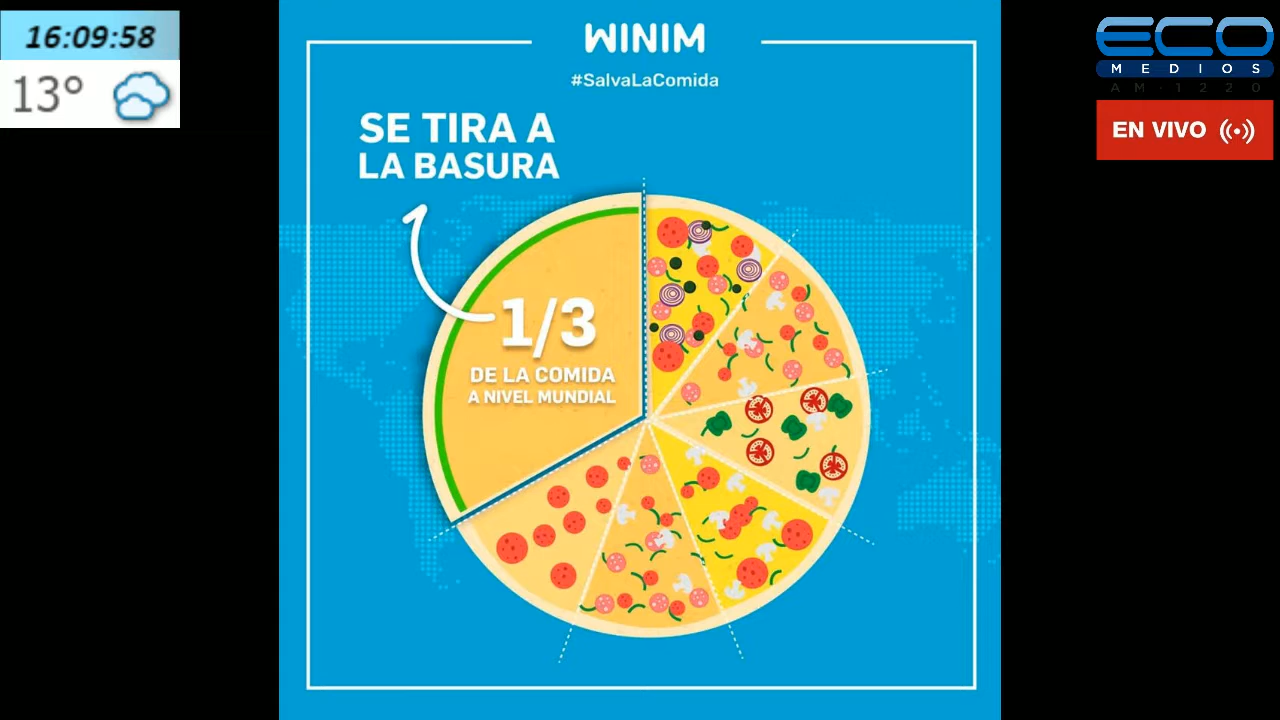 16:09:58
13°
WINIM
#SalvaLaComida
SE TIRA A
LA BASURA
1/3
DE LA COMIDA
A NIVEL MUNDIAL
ECO
MEDIOS
AM·1220
EN VIVO